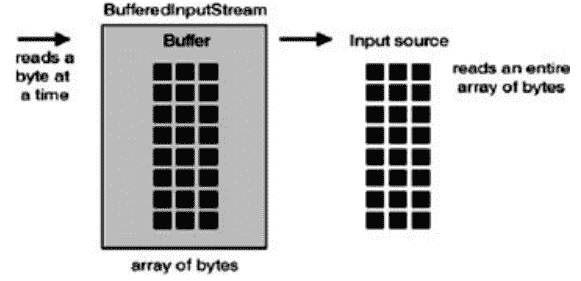 BufferedInputStream
Buffer
reads a
byte at
a time
Input source
reads an entire
array of bytes
array of bytes